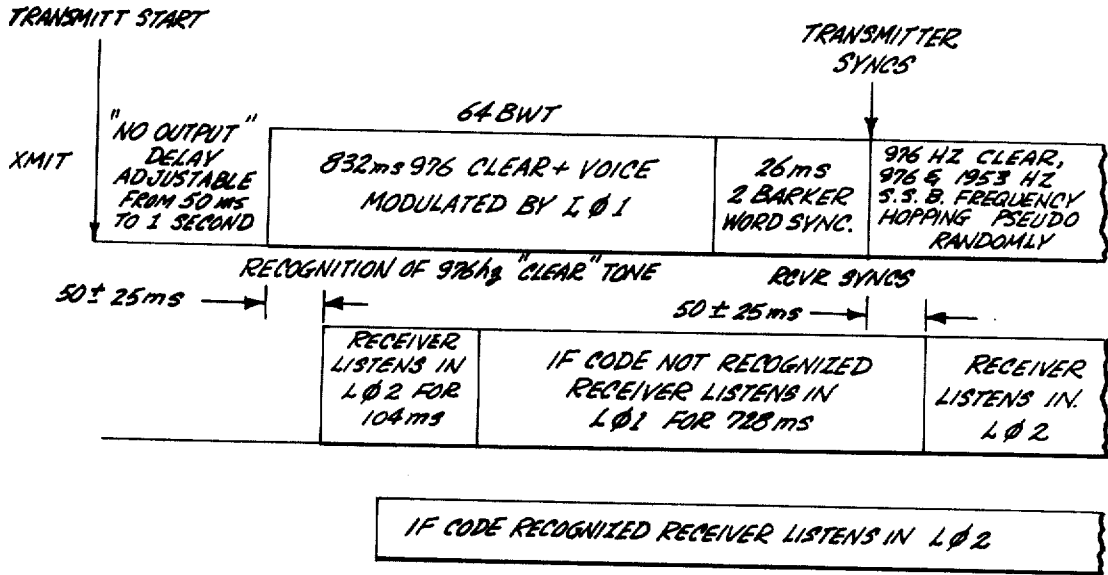 TRANSMITT START
TRANSMITTER
SYNCS
XMIT
"NO OUTPUT"
DELAY
ADJUSTABLE
FROM 50 ms
TO 1 SECOND
64 BWT
832ms 976 CLEAR + VOICE
MODULATED BY LØ1
26ms
2 BARKER
WORD SYNC.
976 HZ CLEAR,
976 & 1953 HZ
S.S.B. FREQUENCY
HOPPING PSEUDO
RANDOMLY
RECOGNITION OF 976hz "CLEAR" TONE
RCVR SYNCS
50 ± 25ms
50 ± 25ms
RECEIVER
LISTENS IN
LØ2 FOR
104ms
IF CODE NOT RECOGNIZED
RECEIVER LISTENS IN
LØ1 FOR 728ms
RECEIVER
LISTENS IN.
LØ2
IF CODE RECOGNIZED RECEIVER LISTENS IN LØ2